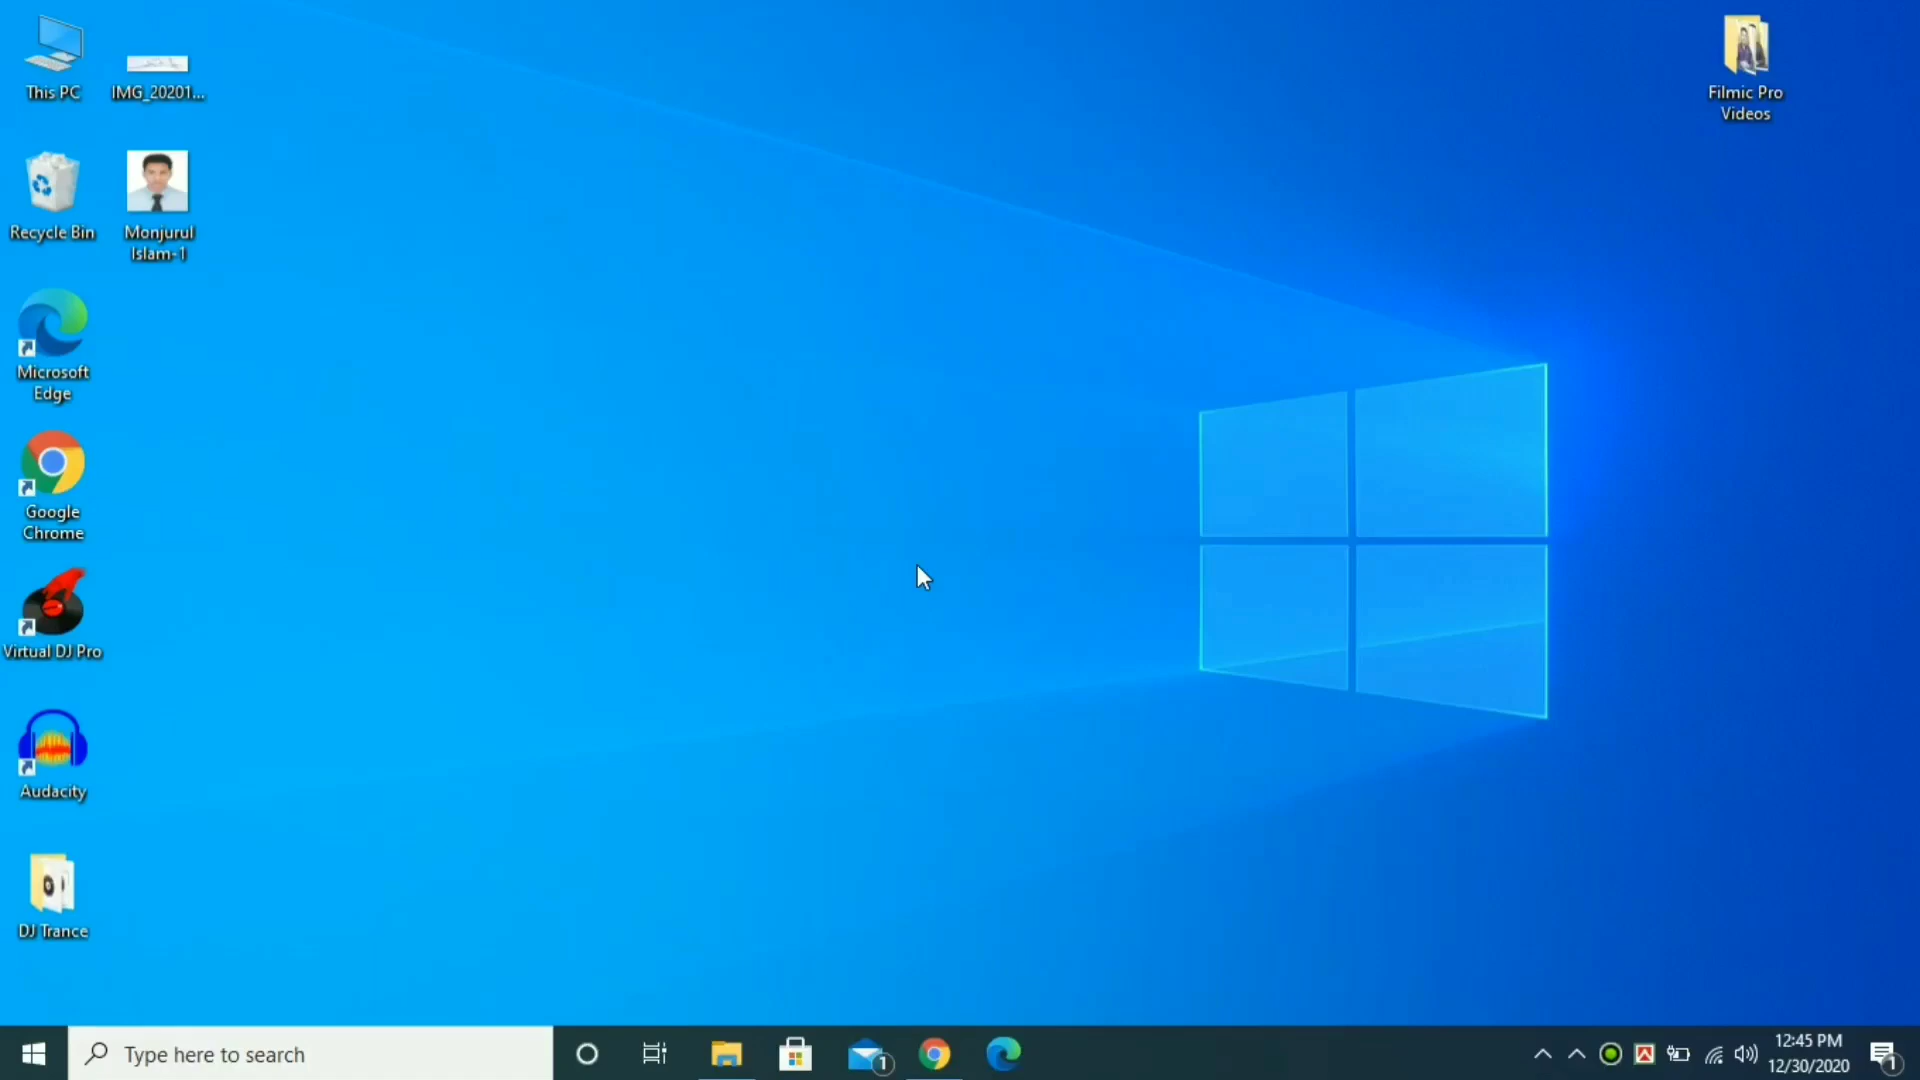 This PC
IMG_20201...
Filmic Pro
Videos
Recycle Bin
Monjurul
Islam-1
Microsoft
Edge
Google
Chrome
Virtual DJ Pro
Audacity
DJ Trance
Type here to search
1
12:45 PM
12/30/2020
1